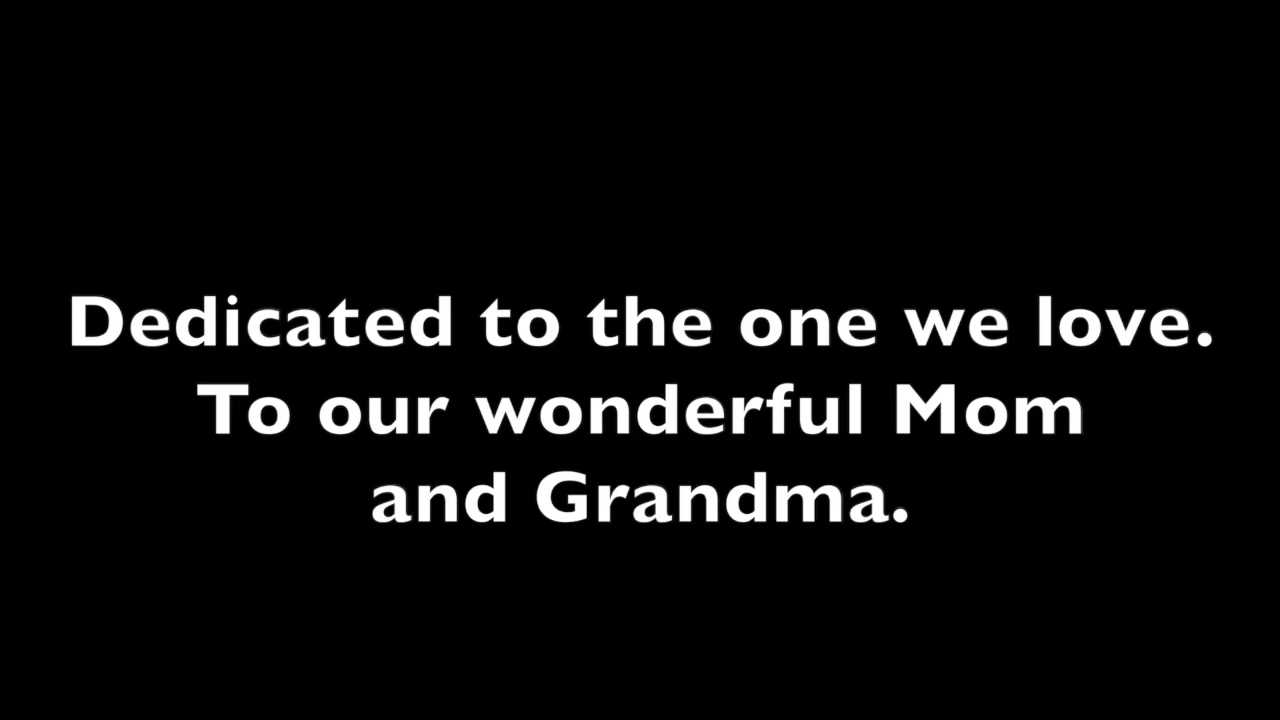 Dedicated to the one we love.
To our wonderful Mom
and Grandma.